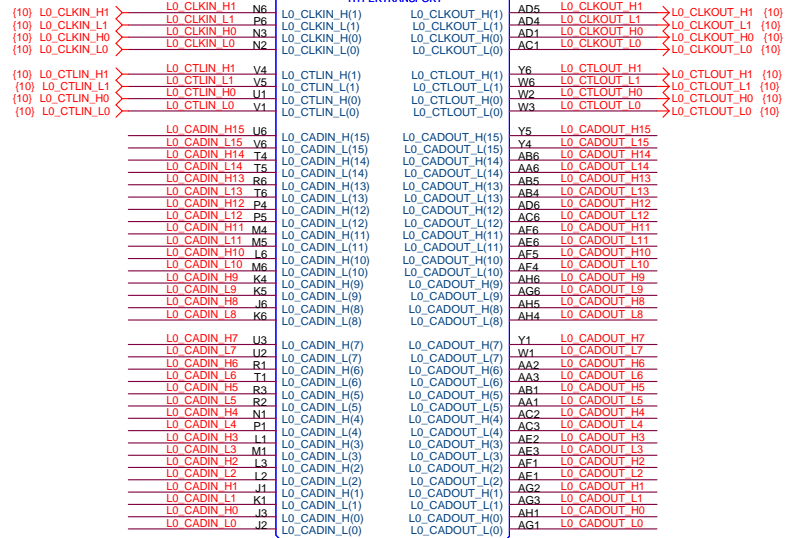 HYPERTRANSPORT
{10} L0_CLKIN_H1 L0_CLKIN_H1 N6 L0_CLKIN_H(1) L0_CLKOUT_H(1) AD5 L0_CLKOUT_H1 L0_CLKOUT_H1 {10}
{10} L0_CLKIN_L1 L0_CLKIN_L1 P6 L0_CLKIN_L(1) L0_CLKOUT_L(1) AD4 L0_CLKOUT_L1 L0_CLKOUT_L1 {10}
{10} L0_CLKIN_H0 L0_CLKIN_H0 N3 L0_CLKIN_H(0) L0_CLKOUT_H(0) AD1 L0_CLKOUT_H0 L0_CLKOUT_H0 {10}
{10} L0_CLKIN_L0 L0_CLKIN_L0 N2 L0_CLKIN_L(0) L0_CLKOUT_L(0) AC1 L0_CLKOUT_L0 L0_CLKOUT_L0 {10}
{10} L0_CTLIN_H1 L0_CTLIN_H1 V4 L0_CTLIN_H(1) L0_CTLOUT_H(1) Y6 L0_CTLOUT_H1 L0_CTLOUT_H1 {10}
{10} L0_CTLIN_L1 L0_CTLIN_L1 V5 L0_CTLIN_L(1) L0_CTLOUT_L(1) W6 L0_CTLOUT_L1 L0_CTLOUT_L1 {10}
{10} L0_CTLIN_H0 L0_CTLIN_H0 U1 L0_CTLIN_H(0) L0_CTLOUT_H(0) W2 L0_CTLOUT_H0 L0_CTLOUT_H0 {10}
{10} L0_CTLIN_L0 L0_CTLIN_L0 V1 L0_CTLIN_L(0) L0_CTLOUT_L(0) W3 L0_CTLOUT_L0 L0_CTLOUT_L0 {10}
L0_CADIN_H15 U6 L0_CADIN_H(15) L0_CADOUT_H(15) Y5 L0_CADOUT_H15
L0_CADIN_L15 V6 L0_CADIN_L(15) L0_CADOUT_L(15) Y4 L0_CADOUT_L15
L0_CADIN_H14 T4 L0_CADIN_H(14) L0_CADOUT_H(14) AB6 L0_CADOUT_H14
L0_CADIN_L14 T5 L0_CADIN_L(14) L0_CADOUT_L(14) AA6 L0_CADOUT_L14
L0_CADIN_H13 R6 L0_CADIN_H(13) L0_CADOUT_H(13) AB5 L0_CADOUT_H13
L0_CADIN_L13 T6 L0_CADIN_L(13) L0_CADOUT_L(13) AB4 L0_CADOUT_L13
L0_CADIN_H12 P4 L0_CADIN_H(12) L0_CADOUT_H(12) AD6 L0_CADOUT_H12
L0_CADIN_L12 P5 L0_CADIN_L(12) L0_CADOUT_L(12) AC6 L0_CADOUT_L12
L0_CADIN_H11 M4 L0_CADIN_H(11) L0_CADOUT_H(11) AF6 L0_CADOUT_H11
L0_CADIN_L11 M5 L0_CADIN_L(11) L0_CADOUT_L(11) AE6 L0_CADOUT_L11
L0_CADIN_H10 L6 L0_CADIN_H(10) L0_CADOUT_H(10) AF5 L0_CADOUT_H10
L0_CADIN_L10 M6 L0_CADIN_L(10) L0_CADOUT_L(10) AF4 L0_CADOUT_L10
L0_CADIN_H9 K4 L0_CADIN_H(9) L0_CADOUT_H(9) AH6 L0_CADOUT_H9
L0_CADIN_L9 K5 L0_CADIN_L(9) L0_CADOUT_L(9) AG6 L0_CADOUT_L9
L0_CADIN_H8 J6 L0_CADIN_H(8) L0_CADOUT_H(8) AH5 L0_CADOUT_H8
L0_CADIN_L8 K6 L0_CADIN_L(8) L0_CADOUT_L(8) AH4 L0_CADOUT_L8
L0_CADIN_H7 U3 L0_CADIN_H(7) L0_CADOUT_H(7) Y1 L0_CADOUT_H7
L0_CADIN_L7 U2 L0_CADIN_L(7) L0_CADOUT_L(7) W1 L0_CADOUT_L7
L0_CADIN_H6 R1 L0_CADIN_H(6) L0_CADOUT_H(6) AA2 L0_CADOUT_H6
L0_CADIN_L6 T1 L0_CADIN_L(6) L0_CADOUT_L(6) AA3 L0_CADOUT_L6
L0_CADIN_H5 R3 L0_CADIN_H(5) L0_CADOUT_H(5) AB1 L0_CADOUT_H5
L0_CADIN_L5 R2 L0_CADIN_L(5) L0_CADOUT_L(5) AA1 L0_CADOUT_L5
L0_CADIN_H4 N1 L0_CADIN_H(4) L0_CADOUT_H(4) AC2 L0_CADOUT_H4
L0_CADIN_L4 P1 L0_CADIN_L(4) L0_CADOUT_L(4) AC3 L0_CADOUT_L4
L0_CADIN_H3 L1 L0_CADIN_H(3) L0_CADOUT_H(3) AE2 L0_CADOUT_H3
L0_CADIN_L3 M1 L0_CADIN_L(3) L0_CADOUT_L(3) AE3 L0_CADOUT_L3
L0_CADIN_H2 L3 L0_CADIN_H(2) L0_CADOUT_H(2) AF1 L0_CADOUT_H2
L0_CADIN_L2 L2 L0_CADIN_L(2) L0_CADOUT_L(2) AE1 L0_CADOUT_L2
L0_CADIN_H1 J1 L0_CADIN_H(1) L0_CADOUT_H(1) AG2 L0_CADOUT_H1
L0_CADIN_L1 K1 L0_CADIN_L(1) L0_CADOUT_L(1) AG3 L0_CADOUT_L1
L0_CADIN_H0 J3 L0_CADIN_H(0) L0_CADOUT_H(0) AH1 L0_CADOUT_H0
L0_CADIN_L0 J2 L0_CADIN_L(0) L0_CADOUT_L(0) AG1 L0_CADOUT_L0